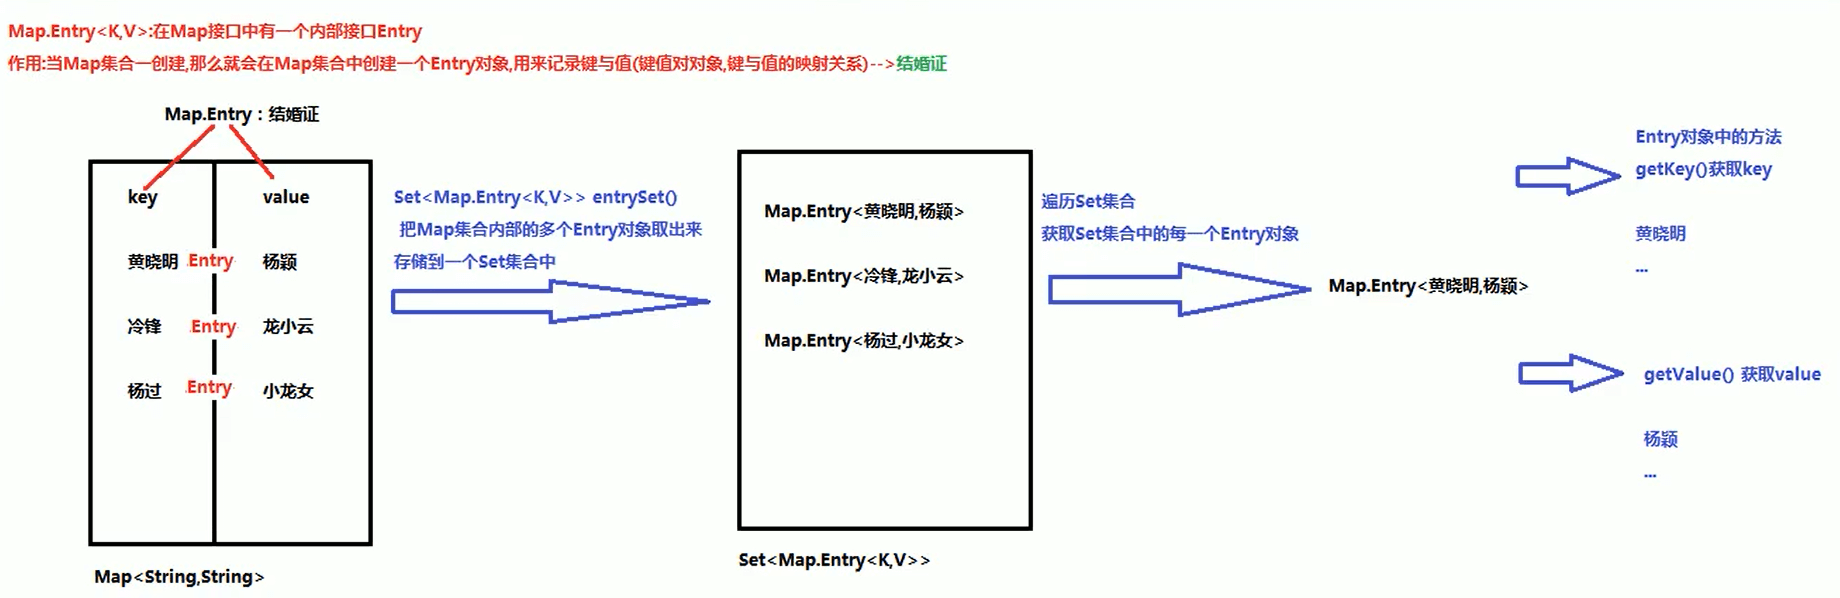 Map.Entry<K,V>:在Map接口中有一个内部接口Entry
作用:当Map集合一创建,那么就会在Map集合中创建一个Entry对象,用来记录键与值(键值对对象,键与值的映射关系)-->结婚证
Map.Entry：结婚证
key value
黄晓明 Entry 杨颖
冷锋 Entry 龙小云
杨过 Entry 小龙女
Map<String,String>
Set<Map.Entry<K,V>> entrySet()
把Map集合内部的多个Entry对象取出来
存储到一个Set集合中
Map.Entry<黄晓明,杨颖>
Map.Entry<冷锋,龙小云>
Map.Entry<杨过,小龙女>
Set<Map.Entry<K,V>>
遍历Set集合
获取Set集合中的每一个Entry对象
Map.Entry<黄晓明,杨颖>
Entry对象中的方法
getKey()获取key
黄晓明
...
getValue() 获取value
杨颖
...